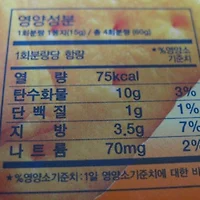 영양성분
1회분량 1봉지(15g) / 총 4회분량 (60g)
1회분량당 함량 *%영양소
기준치
열 량 75kcal
탄수화물 10g 3%
단 백 질 1g 1%
지 방 3.5g 7%
나 트 륨 70mg 2%
*%영양소기준치:1일 영양소기준치에 대한 비